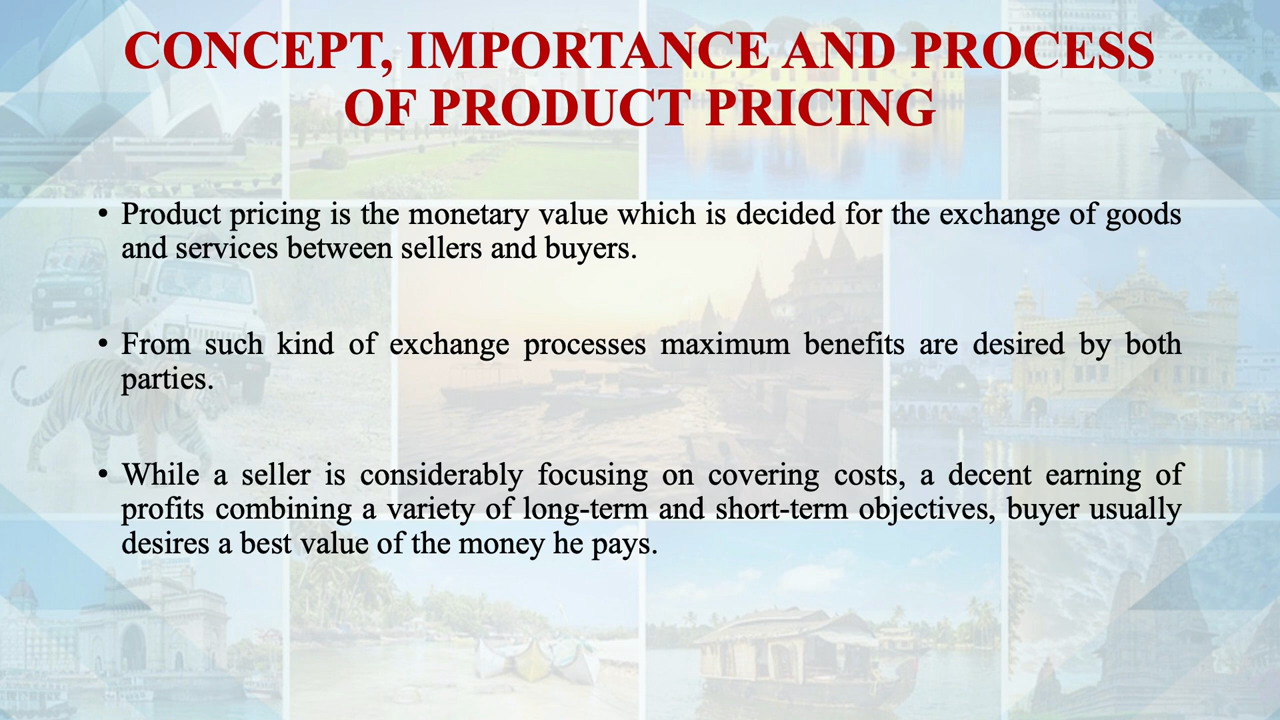 CONCEPT, IMPORTANCE AND PROCESS
OF PRODUCT PRICING
• Product pricing is the monetary value which is decided for the exchange of goods
and services between sellers and buyers.
• From such kind of exchange processes maximum benefits are desired by both
parties.
• While a seller is considerably focusing on covering costs, a decent earning of
profits combining a variety of long-term and short-term objectives, buyer usually
desires a best value of the money he pays.